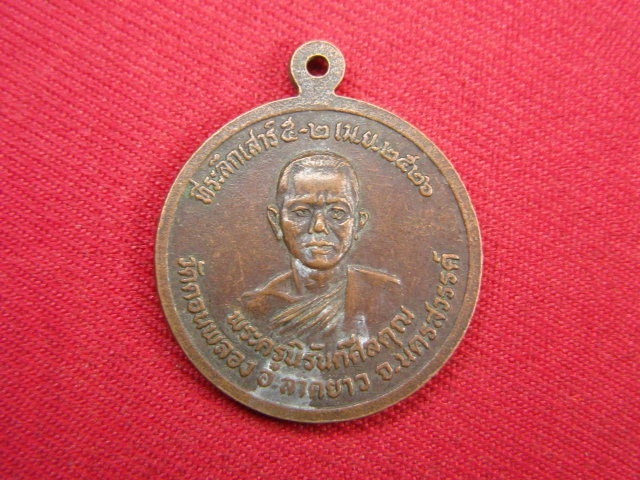 ที่ระลึกเสาร์ ๕-๒ เม.ย.๒๕๒๖
พระครูนิรันต์ศีลคุณ
วัดดอนพลอง อ.ลาดยาว จ.นครสวรรค์